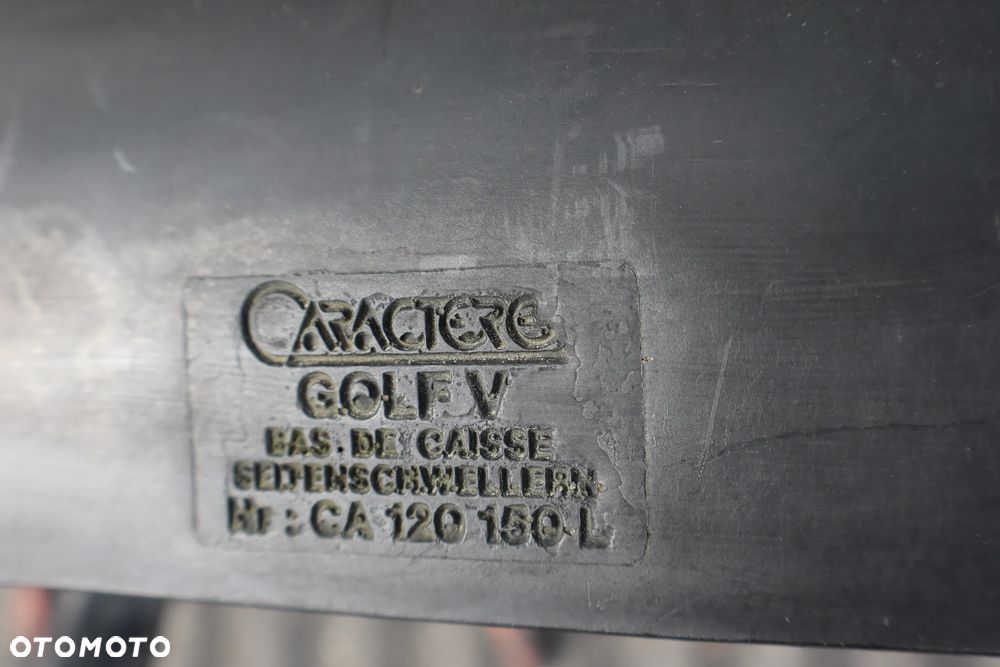 CARACTERE
GOLF V
BAS DE CAISSE
SEITENSCHWELLERN
Nr: CA 120 150 L
OTOMOTO